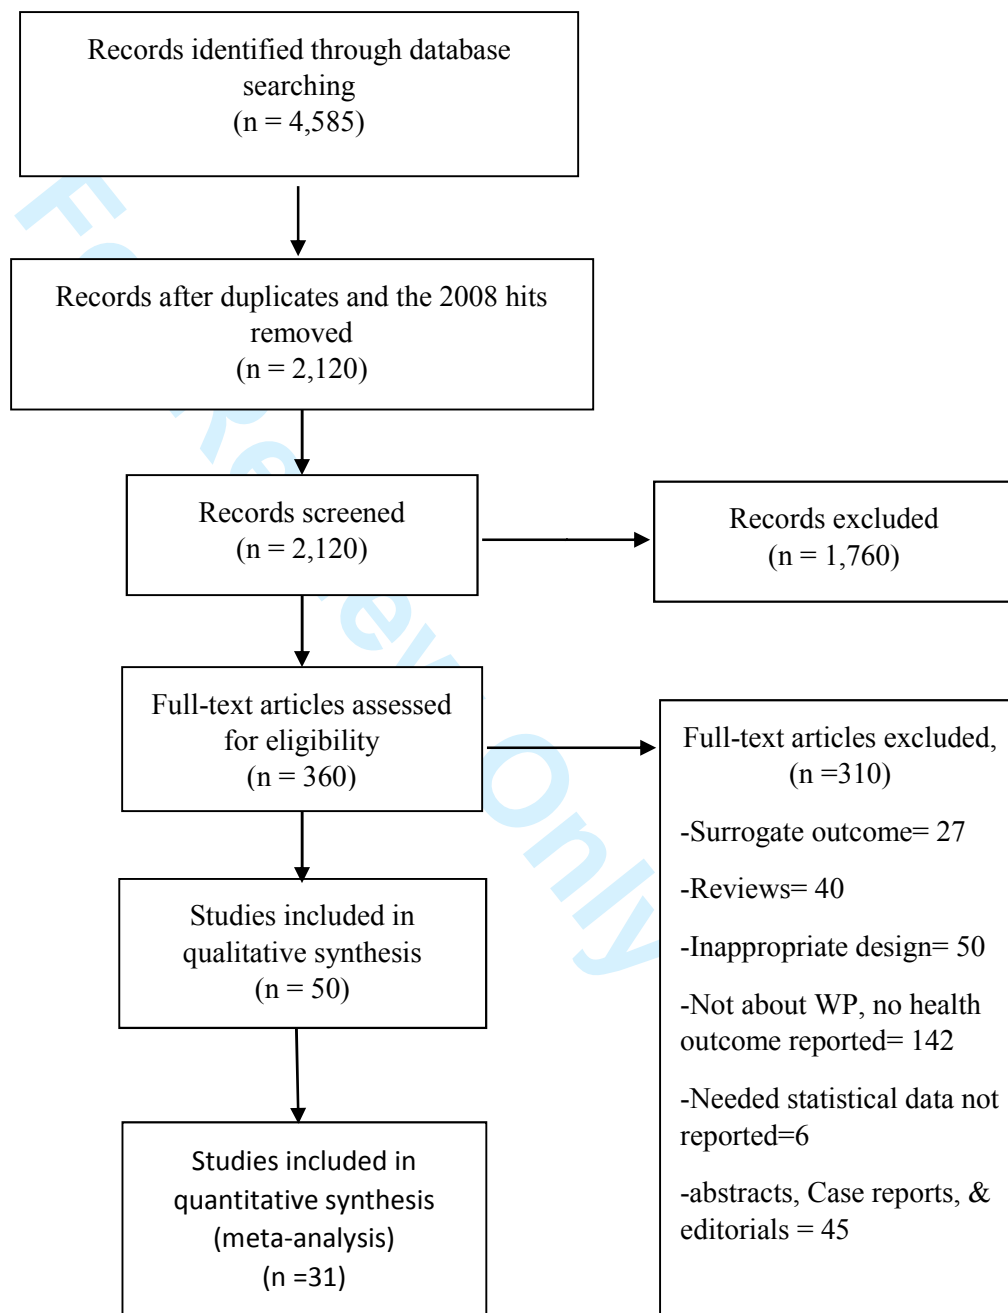 Records identified through database
searching
(n = 4,585)
Records after duplicates and the 2008 hits
removed
(n = 2,120)
Records screened
(n = 2,120)
Records excluded
(n = 1,760)
Full-text articles assessed
for eligibility
(n = 360)
Full-text articles excluded,
(n =310)
-Surrogate outcome= 27
-Reviews= 40
-Inappropriate design= 50
-Not about WP, no health
outcome reported= 142
-Needed statistical data not
reported=6
-abstracts, Case reports, &
editorials = 45
Studies included in
qualitative synthesis
(n = 50)
Studies included in
quantitative synthesis
(meta-analysis)
(n =31)
For Review Only